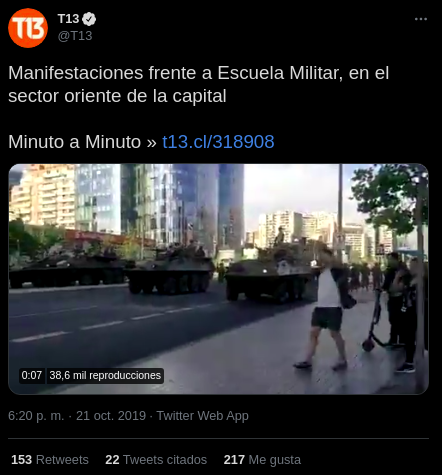 T13
T13
@T13
Manifestaciones frente a Escuela Militar, en el
sector oriente de la capital
Minuto a Minuto » t13.cl/318908
0:07 38,6 mil reproducciones
6:20 p. m. · 21 oct. 2019 · Twitter Web App
153 Retweets 22 Tweets citados 217 Me gusta